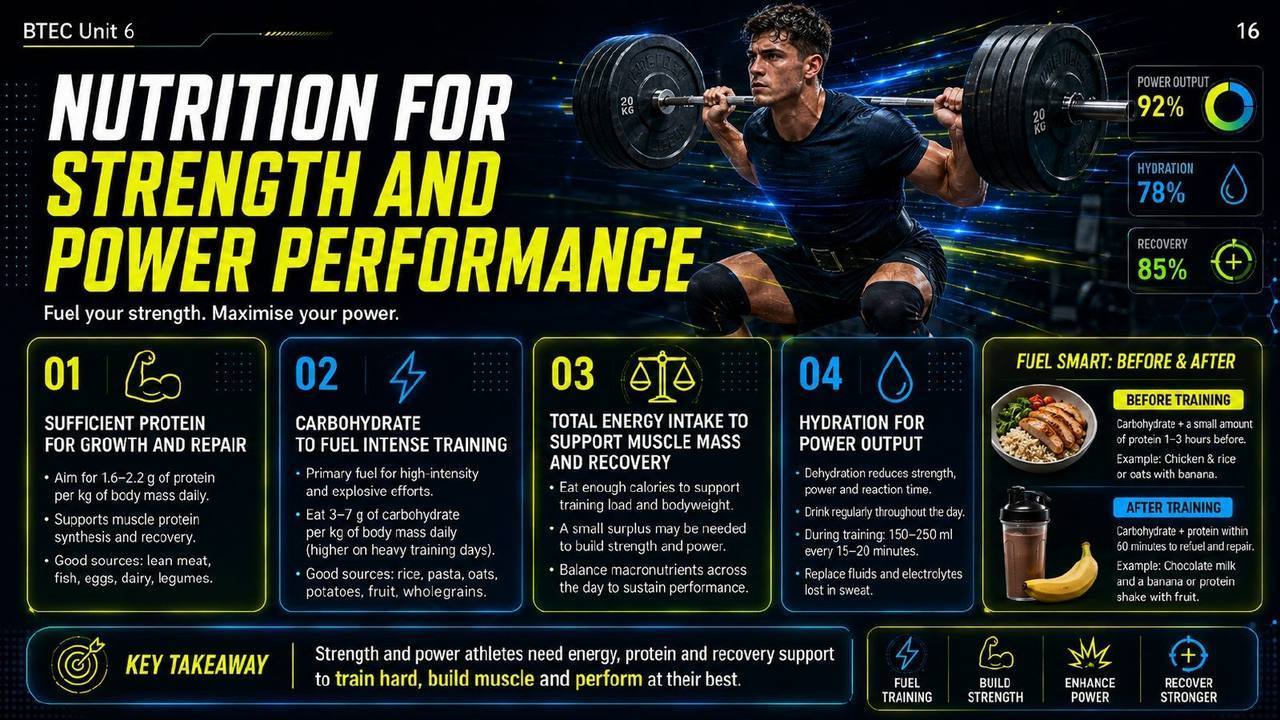 BTEC Unit 6
16
NUTRITION FOR
STRENGTH AND
POWER PERFORMANCE
Fuel your strength. Maximise your power.
20
KG
20
KG
POWER OUTPUT
92%
HYDRATION
78%
RECOVERY
85%
01
SUFFICIENT PROTEIN
FOR GROWTH AND REPAIR
• Aim for 1.6–2.2 g of protein
per kg of body mass daily.
• Supports muscle protein
synthesis and recovery.
• Good sources: lean meat,
fish, eggs, dairy, legumes.
02
CARBOHYDRATE
TO FUEL INTENSE TRAINING
• Primary fuel for high-intensity
and explosive efforts.
• Eat 3–7 g of carbohydrate
per kg of body mass daily
(higher on heavy training days).
• Good sources: rice, pasta, oats,
potatoes, fruit, wholegrains.
03
TOTAL ENERGY INTAKE TO
SUPPORT MUSCLE MASS
AND RECOVERY
• Eat enough calories to support
training load and bodyweight.
• A small surplus may be needed
to build strength and power.
• Balance macronutrients across
the day to sustain performance.
04
HYDRATION FOR
POWER OUTPUT
• Dehydration reduces strength,
power and reaction time.
• Drink regularly throughout the day.
• During training: 150–250 ml
every 15–20 minutes.
• Replace fluids and electrolytes
lost in sweat.
FUEL SMART: BEFORE & AFTER
BEFORE TRAINING
Carbohydrate + a small amount
of protein 1–3 hours before.
Example: Chicken & rice
or oats with banana.
AFTER TRAINING
Carbohydrate + protein within
60 minutes to refuel and repair.
Example: Chocolate milk
and a banana or protein
shake with fruit.
KEY TAKEAWAY
Strength and power athletes need energy, protein and recovery support
to train hard, build muscle and perform at their best.
FUEL
TRAINING
BUILD
STRENGTH
ENHANCE
POWER
RECOVER
STRONGER